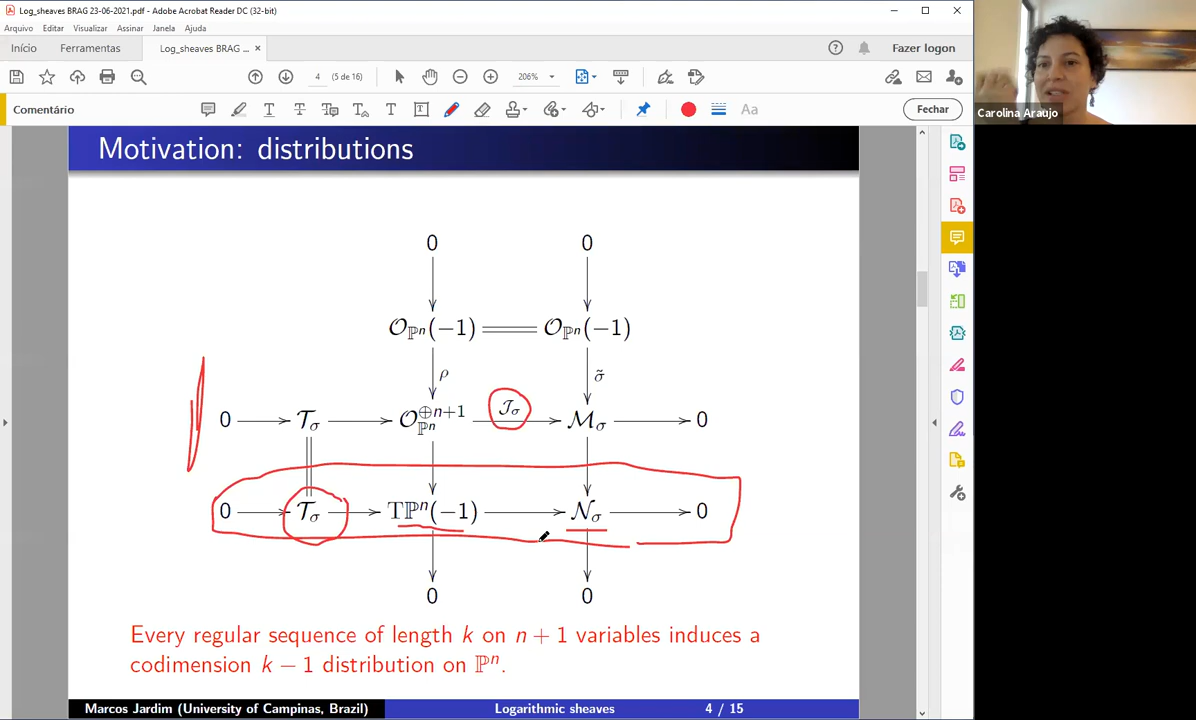 Log_sheaves BRAG 23-06-2021.pdf - Adobe Acrobat Reader DC (32-bit)
Arquivo Editar Visualizar Assinar Janela Ajuda
Início Ferramentas Log_sheaves BRAG ... × Fazer logon
4 (5 de 16) 206%
Comentário T T T T T Aa Fechar
Carolina Araujo
Motivation: distributions
0 0
𝒪_ℙⁿ(−1) 𝒪_ℙⁿ(−1)
ρ σ̃
0 𝒯_σ 𝒪_ℙⁿ^{⊕n+1} 𝒥_σ ℳ_σ 0
0 𝒯_σ Tℙⁿ(−1) 𝒩_σ 0
0 0
Every regular sequence of length k on n + 1 variables induces a
codimension k − 1 distribution on ℙⁿ.
Marcos Jardim (University of Campinas, Brazil) Logarithmic sheaves 4 / 15